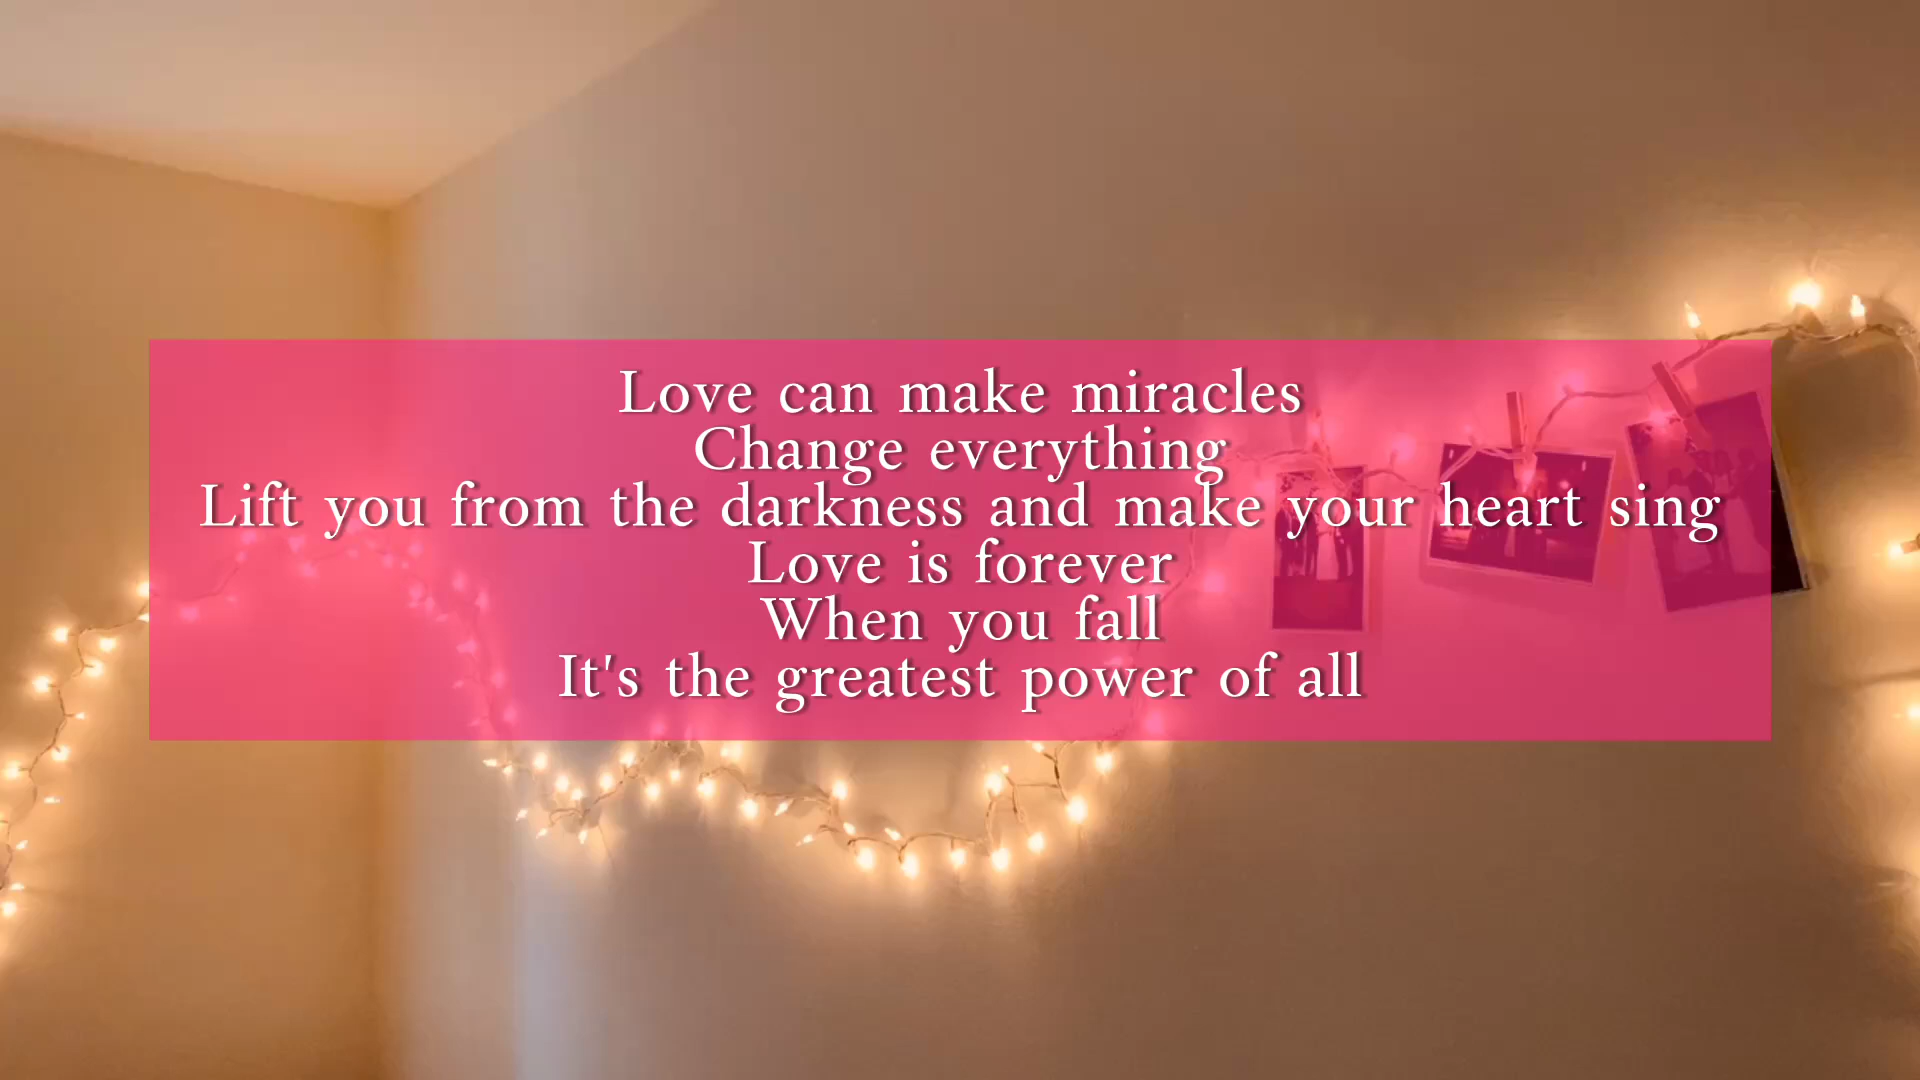 Love can make miracles
Change everything
Lift you from the darkness and make your heart sing
Love is forever
When you fall
It's the greatest power of all